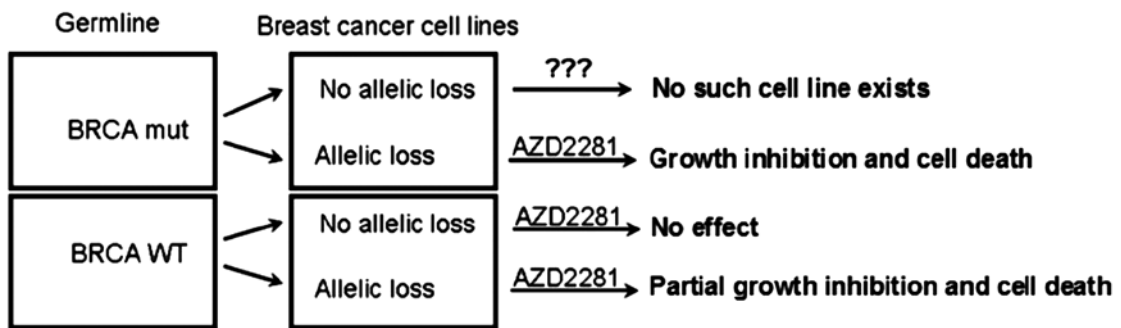 Germline Breast cancer cell lines
???
No allelic loss No such cell line exists
BRCA mut
AZD2281
Allelic loss Growth inhibition and cell death
AZD2281
No allelic loss No effect
BRCA WT
AZD2281
Allelic loss Partial growth inhibition and cell death